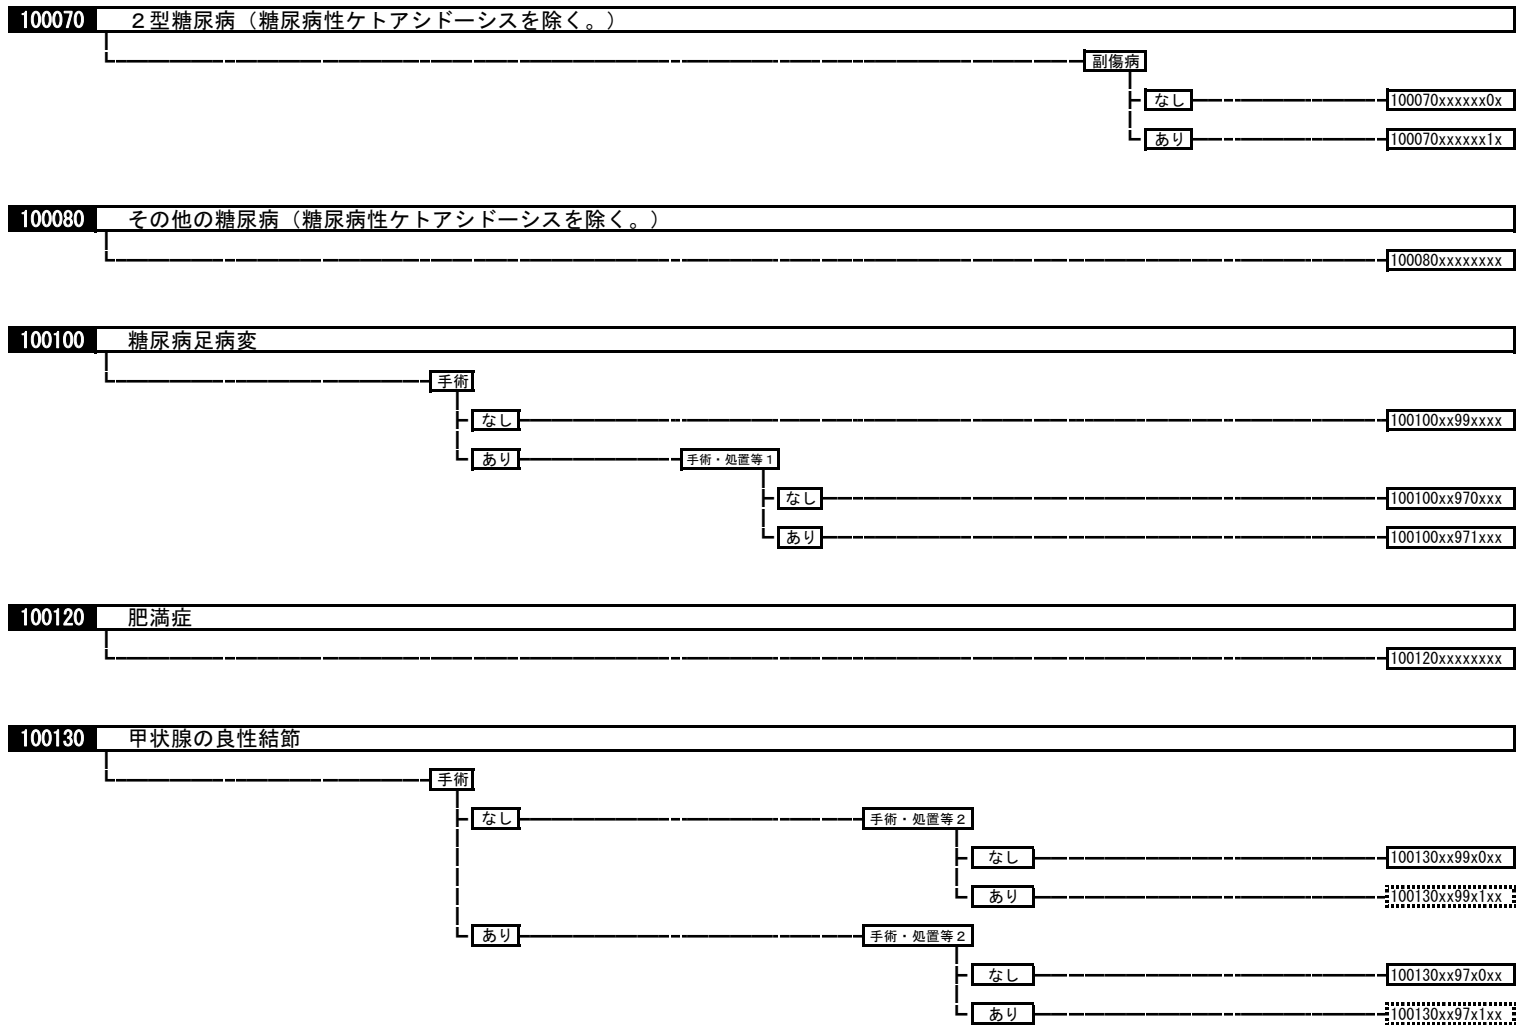 100070 ２型糖尿病（糖尿病性ケトアシドーシスを除く。）
副傷病
なし 100070xxxxxx0x
あり 100070xxxxxx1x
100080 その他の糖尿病（糖尿病性ケトアシドーシスを除く。）
100080xxxxxxxx
100100 糖尿病足病変
手術
なし 100100xx99xxxx
あり 手術・処置等１
なし 100100xx970xxx
あり 100100xx971xxx
100120 肥満症
100120xxxxxxxx
100130 甲状腺の良性結節
手術
なし 手術・処置等２
なし 100130xx99x0xx
あり 100130xx99x1xx
あり 手術・処置等２
なし 100130xx97x0xx
あり 100130xx97x1xx